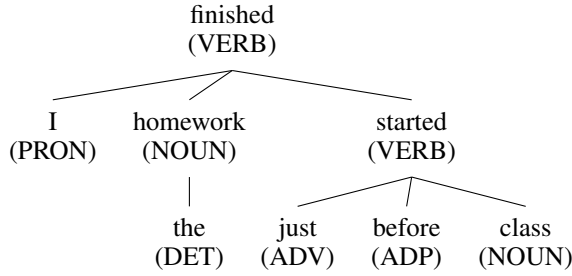 finished
(VERB)
I homework started
(PRON) (NOUN) (VERB)
the just before class
(DET) (ADV) (ADP) (NOUN)